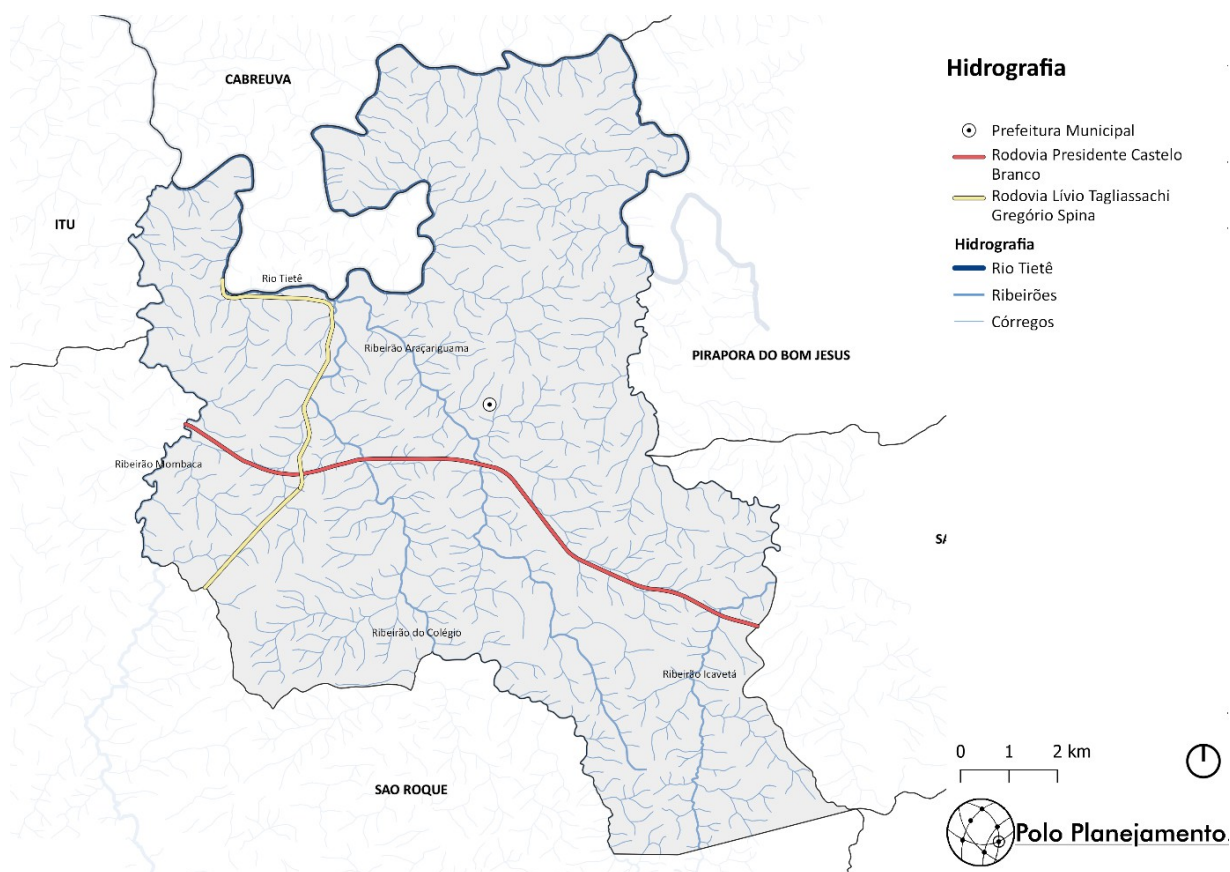 CABREUVA
ITU
Rio Tietê
Ribeirão Araçariguama
PIRAPORA DO BOM JESUS
Ribeirão Mombaca
SA
Ribeirão do Colégio
Ribeirão Icavetá
SAO ROQUE
Hidrografia
Prefeitura Municipal
Rodovia Presidente Castelo
Branco
Rodovia Lívio Tagliassachi
Gregório Spina
Hidrografia
Rio Tietê
Ribeirões
Córregos
0 1 2 km
Polo Planejamento.